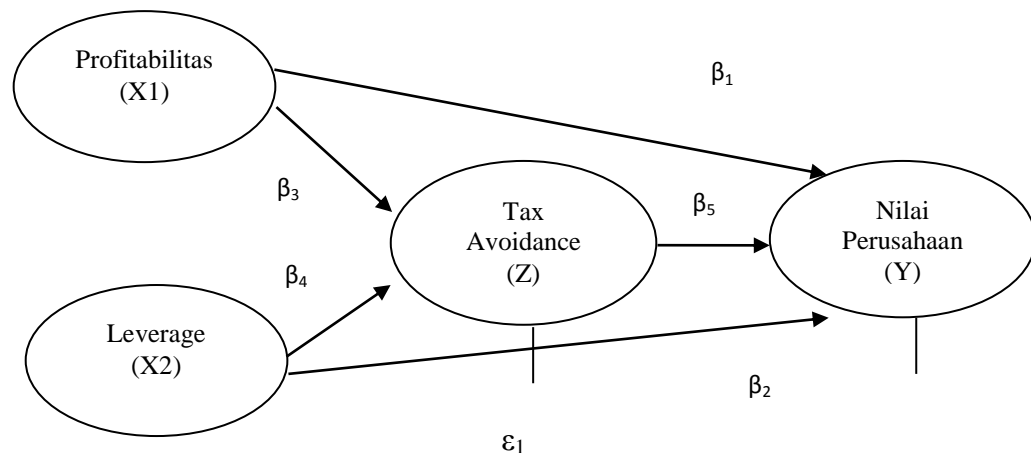 Profitabilitas
(X1)
β₁
β₃
Tax
Avoidance
(Z)
β₅
Nilai
Perusahaan
(Y)
β₄
Leverage
(X2)
β₂
ε₁